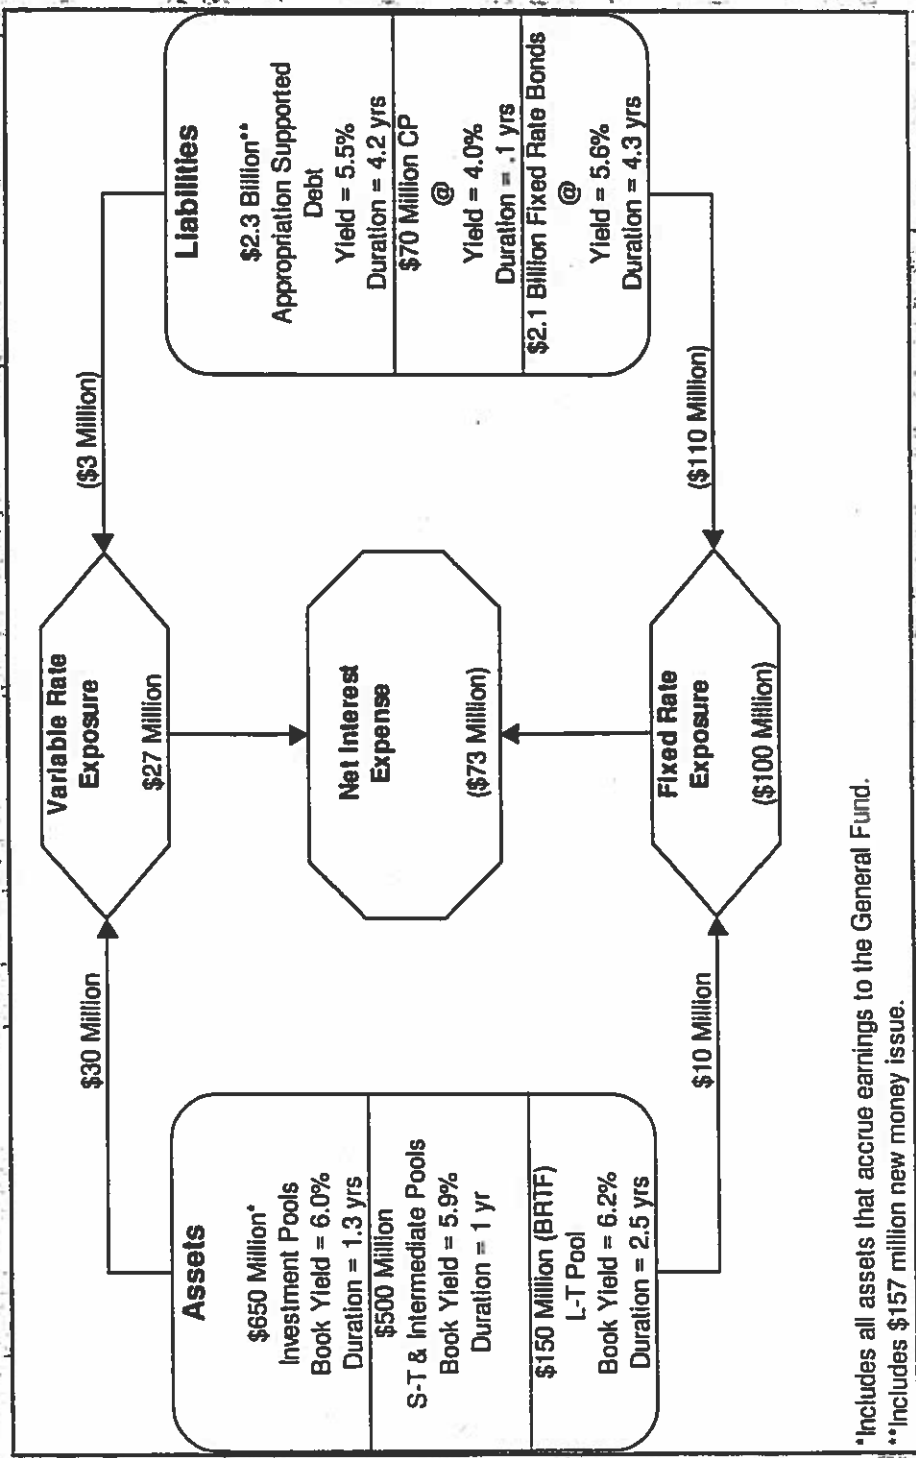 Assets
$650 Million*
Investment Pools
Book Yield = 6.0%
Duration = 1.3 yrs
$500 Million
S-T & Intermediate Pools
Book Yield = 5.9%
Duration = 1 yr
$150 Million (BRTF)
L-T Pool
Book Yield = 6.2%
Duration = 2.5 yrs
$30 Million
$10 Million
Variable Rate
Exposure
$27 Million
Net Interest
Expense
($73 Million)
Fixed Rate
Exposure
($100 Million)
($3 Million)
($110 Million)
Liabilities
$2.3 Billion**
Appropriation Supported
Debt
Yield = 5.5%
Duration = 4.2 yrs
$70 Million CP
@
Yield = 4.0%
Duration = .1 yrs
$2.1 Billion Fixed Rate Bonds
@
Yield = 5.6%
Duration = 4.3 yrs
*Includes all assets that accrue earnings to the General Fund.
**Includes $157 million new money issue.